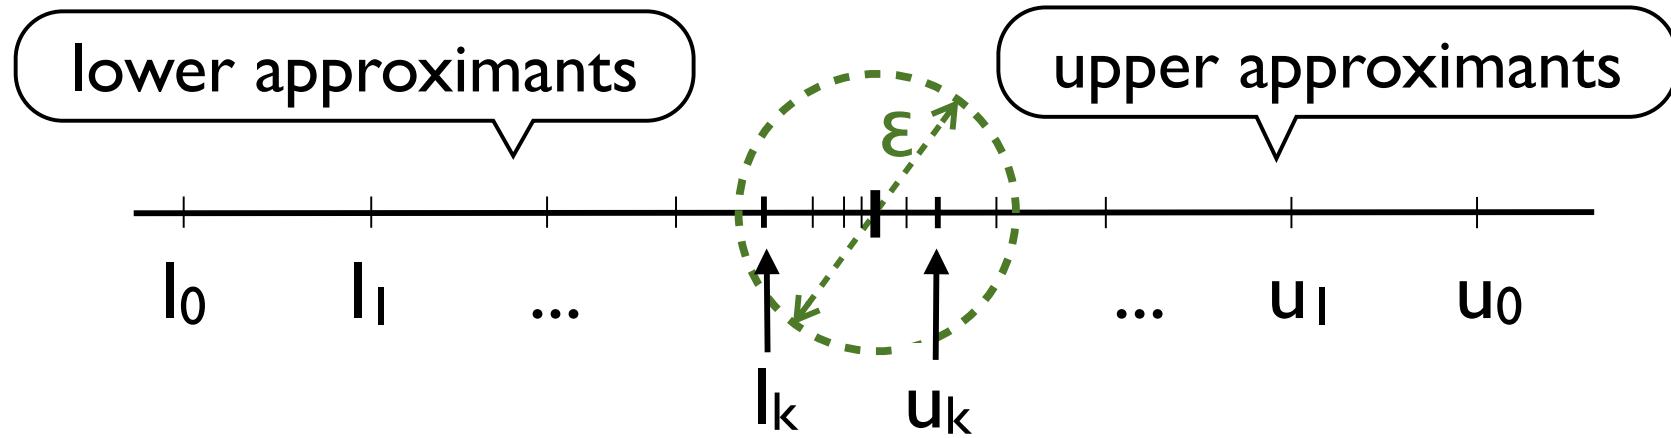 lower approximants
upper approximants
ε
l₀ l₁ ... ... u₁ u₀
lₖ uₖ